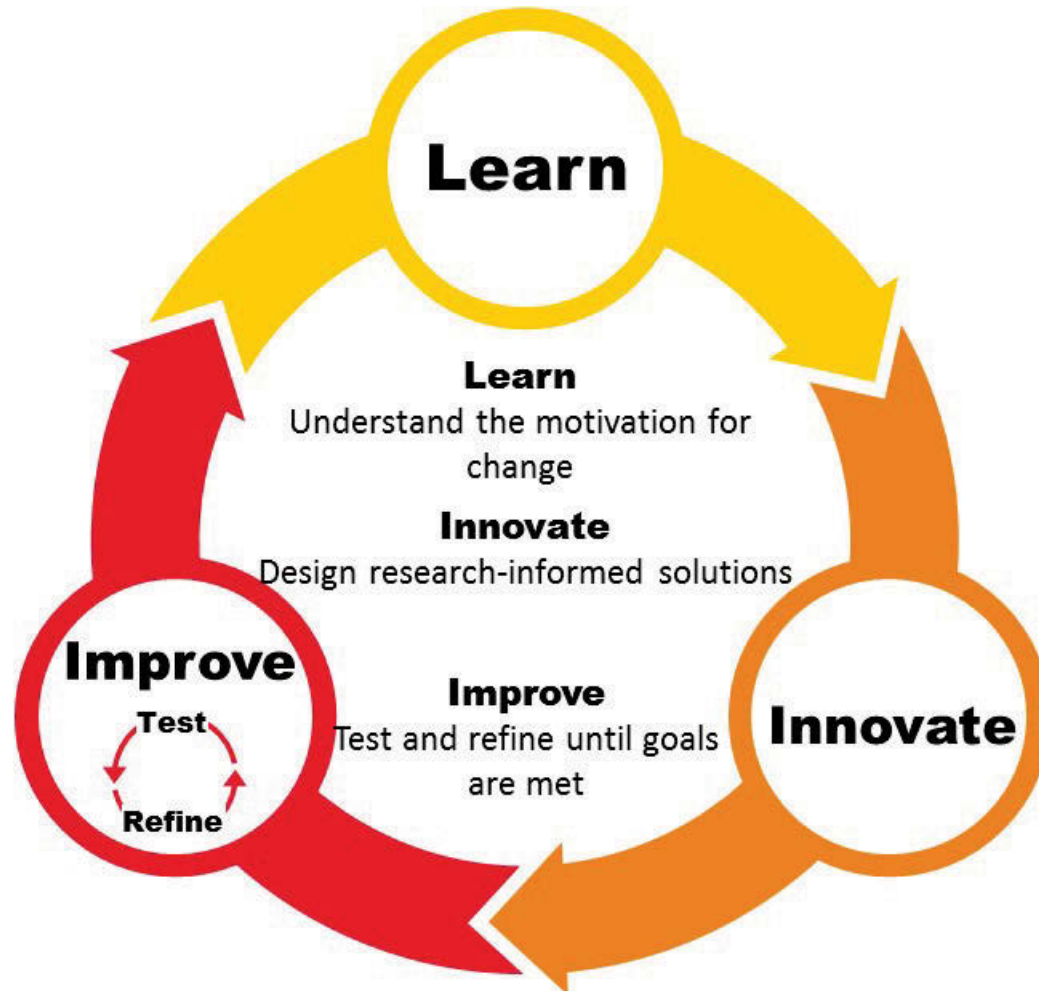 Learn
Learn
Understand the motivation for
change
Innovate
Design research-informed solutions
Improve
Test
Refine
Improve
Test and refine until goals
are met
Innovate